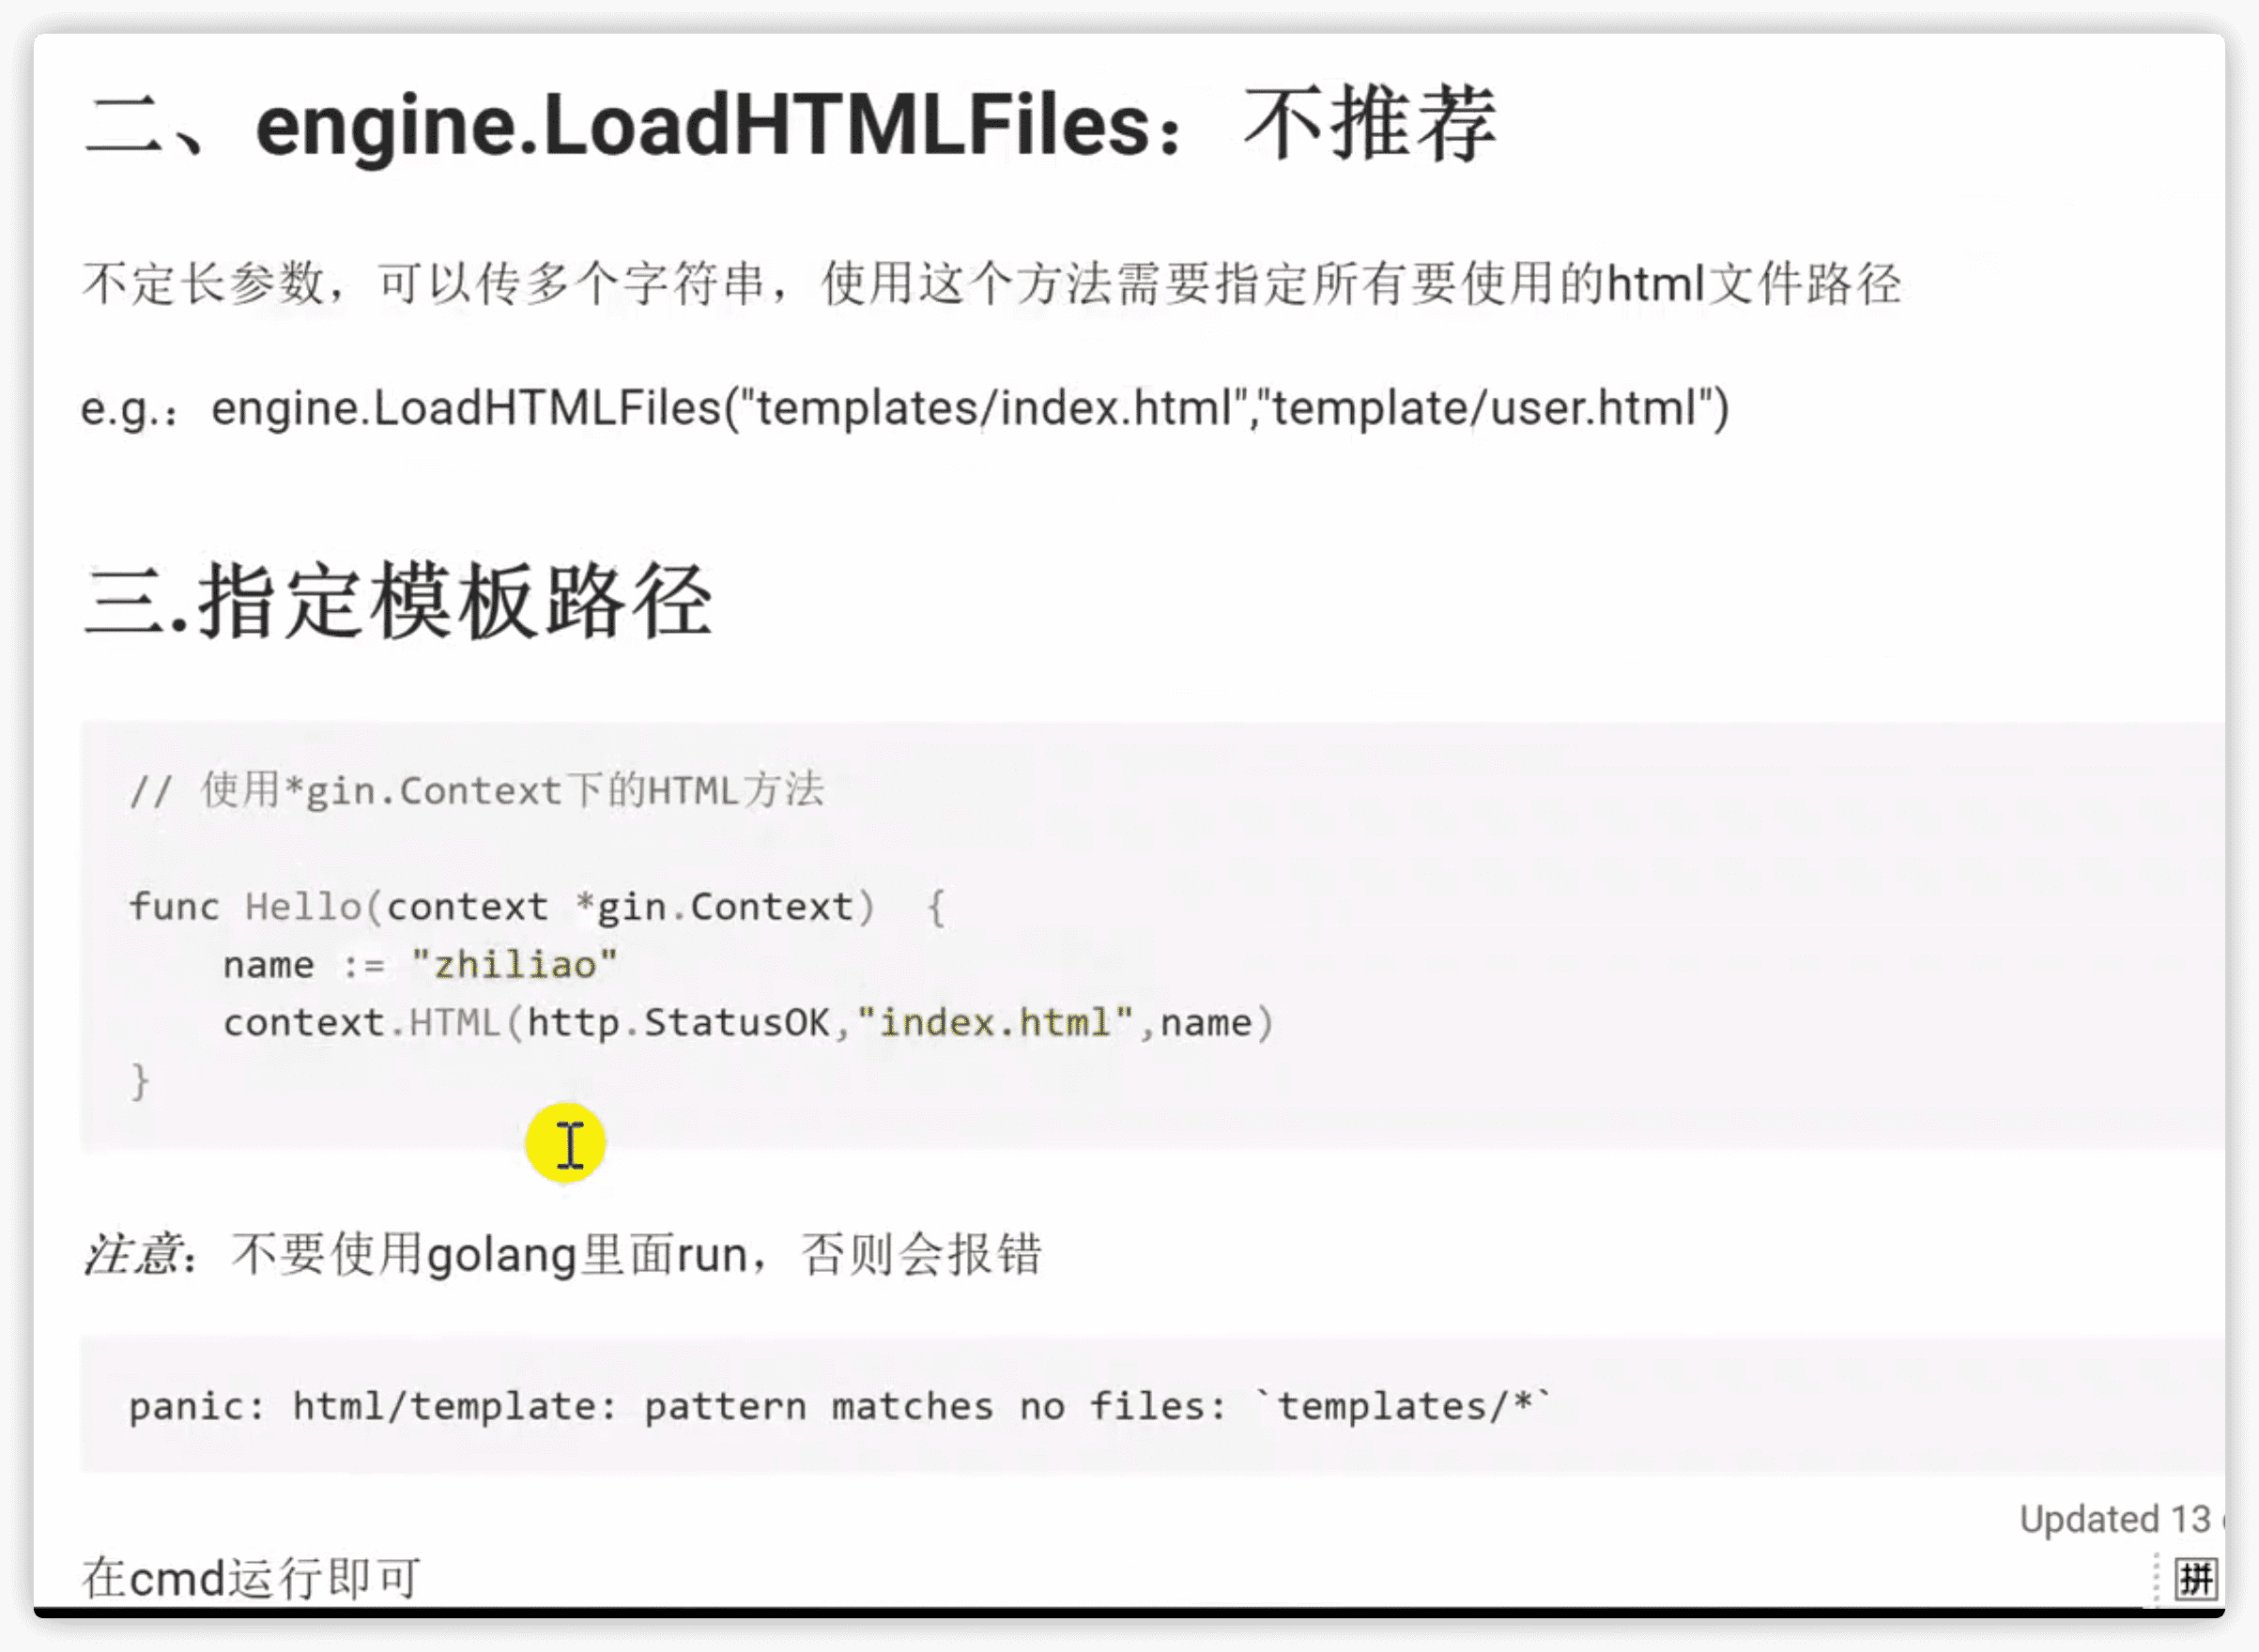 二、engine.LoadHTMLFiles：不推荐
不定长参数，可以传多个字符串，使用这个方法需要指定所有要使用的html文件路径
e.g.：engine.LoadHTMLFiles("templates/index.html","template/user.html")
三.指定模板路径
// 使用*gin.Context下的HTML方法
func Hello(context *gin.Context)  {
    name := "zhiliao"
    context.HTML(http.StatusOK,"index.html",name)
}
注意：不要使用golang里面run，否则会报错
panic: html/template: pattern matches no files: `templates/*`
Updated 13
在cmd运行即可
拼